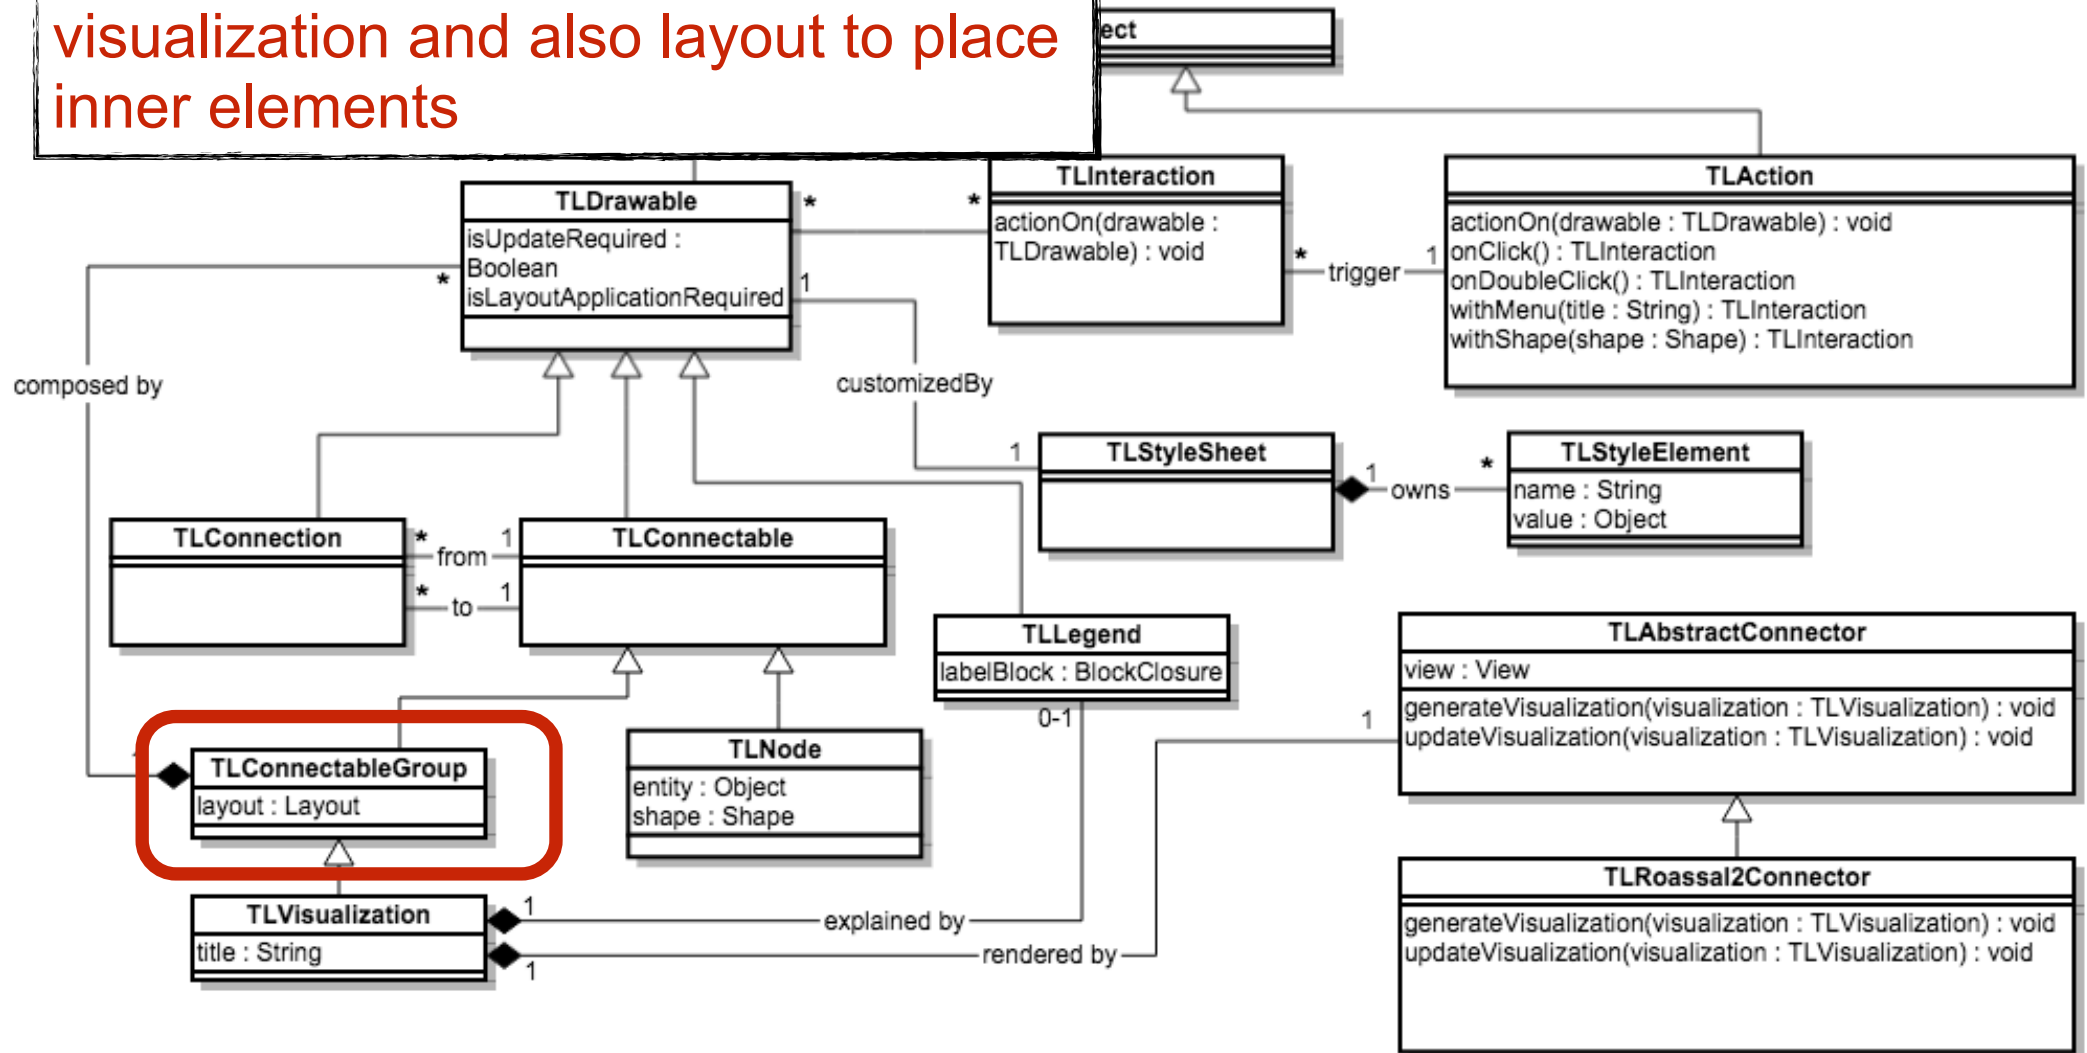 visualization and also layout to place
inner elements
ect
TLDrawable
isUpdateRequired :
Boolean
isLayoutApplicationRequired
*
*
TLInteraction
actionOn(drawable :
TLDrawable) : void
*
trigger
1
TLAction
actionOn(drawable : TLDrawable) : void
onClick() : TLInteraction
onDoubleClick() : TLInteraction
withMenu(title : String) : TLInteraction
withShape(shape : Shape) : TLInteraction
*
composed by
1
customizedBy
1
TLStyleSheet
1
owns
*
TLStyleElement
name : String
value : Object
TLConnection
*
from
1
*
to
1
TLConnectable
TLLegend
labelBlock : BlockClosure
0-1
TLAbstractConnector
view : View
generateVisualization(visualization : TLVisualization) : void
updateVisualization(visualization : TLVisualization) : void
1
TLConnectableGroup
layout : Layout
TLNode
entity : Object
shape : Shape
TLVisualization
title : String
1
explained by
1
rendered by
TLRoassal2Connector
generateVisualization(visualization : TLVisualization) : void
updateVisualization(visualization : TLVisualization) : void